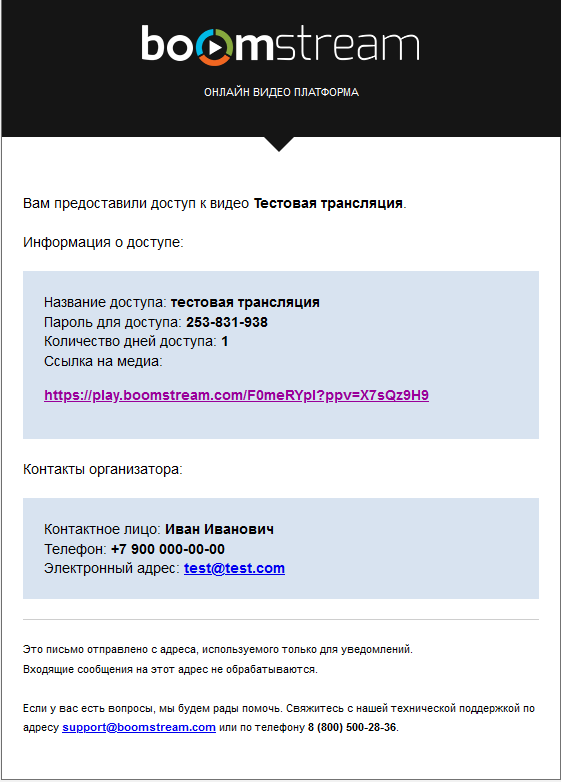 boomstream
ОНЛАЙН ВИДЕО ПЛАТФОРМА
Вам предоставили доступ к видео Тестовая трансляция.
Информация о доступе:
Название доступа: тестовая трансляция
Пароль для доступа: 253-831-938
Количество дней доступа: 1
Ссылка на медиа:
https://play.boomstream.com/F0meRYpI?ppv=X7sQz9H9
Контакты организатора:
Контактное лицо: Иван Иванович
Телефон: +7 900 000-00-00
Электронный адрес: test@test.com
Это письмо отправлено с адреса, используемого только для уведомлений.
Входящие сообщения на этот адрес не обрабатываются.
Если у вас есть вопросы, мы будем рады помочь. Свяжитесь с нашей технической поддержкой по
адресу support@boomstream.com или по телефону 8 (800) 500-28-36.